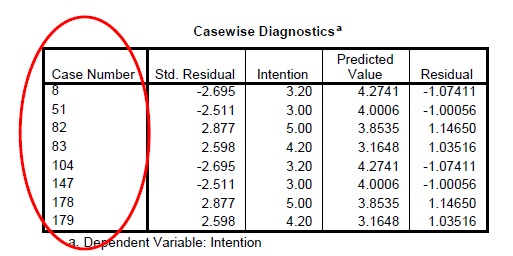 Casewise Diagnostics a
Case Number Std. Residual Intention Predicted Value Residual
8 -2.695 3.20 4.2741 -1.07411
51 -2.511 3.00 4.0006 -1.00056
82 2.877 5.00 3.8535 1.14650
83 2.598 4.20 3.1648 1.03516
104 -2.695 3.20 4.2741 -1.07411
147 -2.511 3.00 4.0006 -1.00056
178 2.877 5.00 3.8535 1.14650
179 2.598 4.20 3.1648 1.03516
a. Dependent Variable: Intention